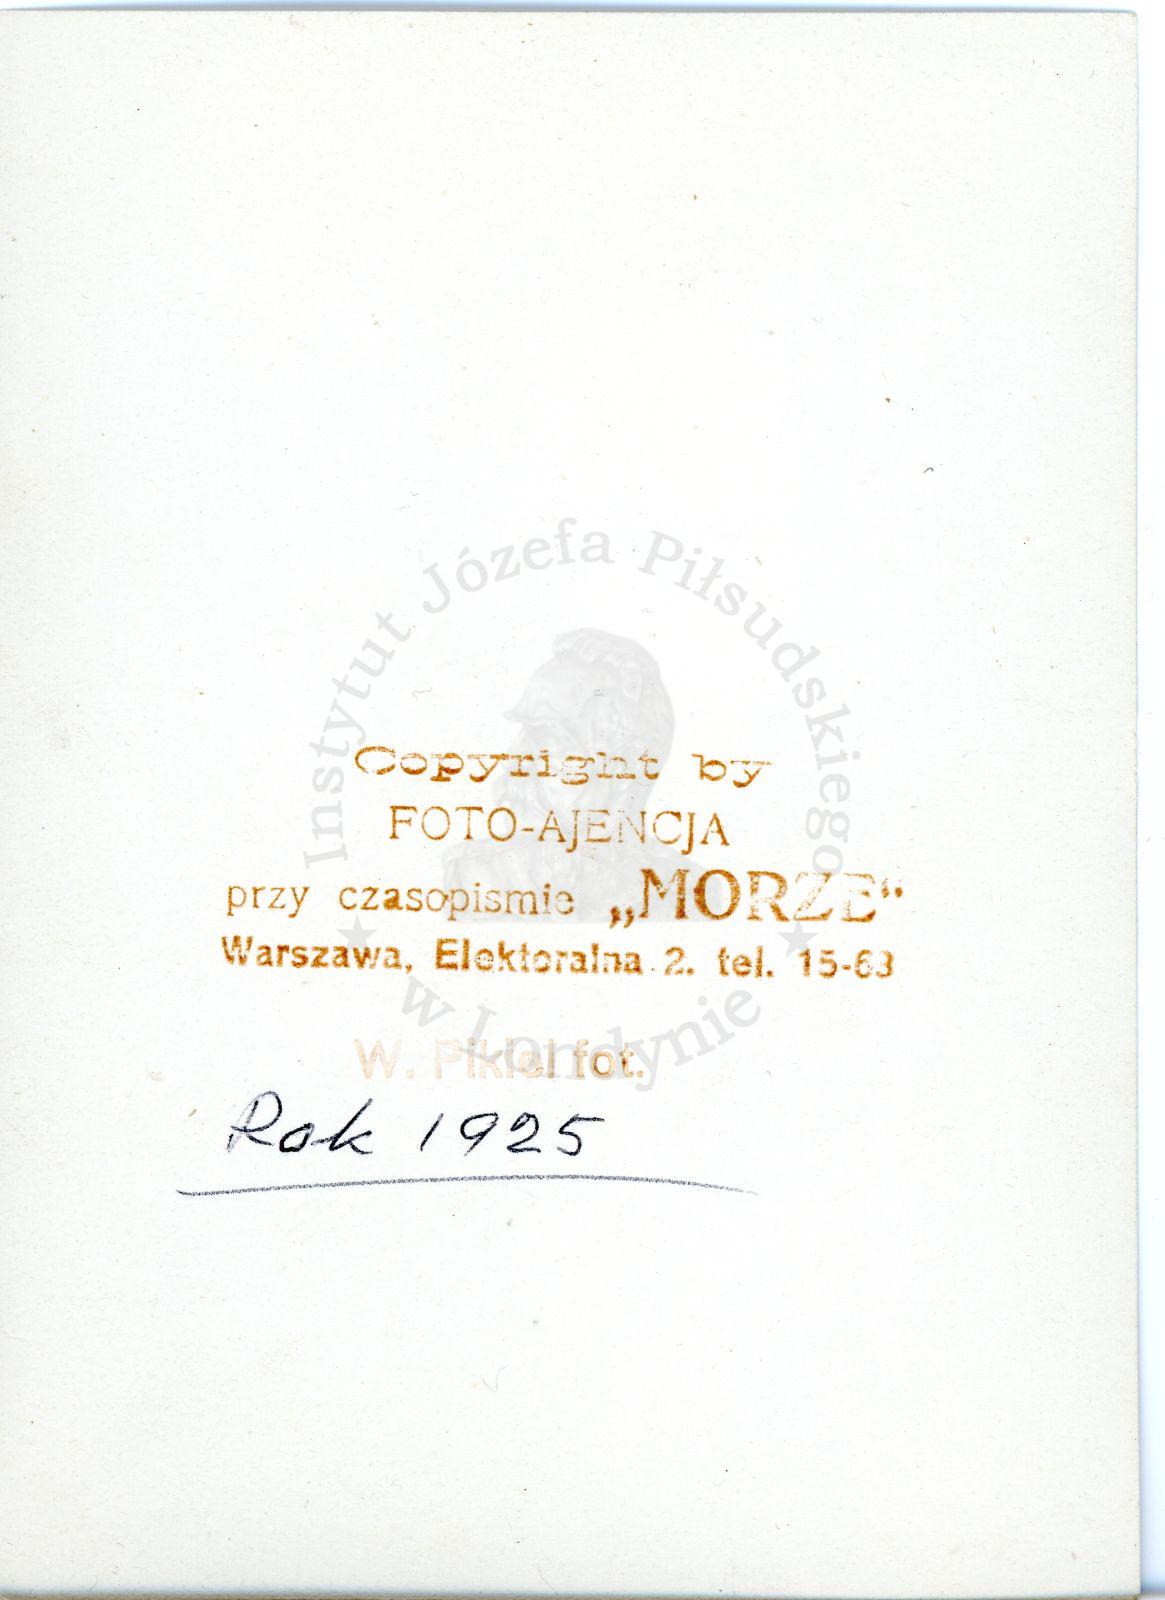 Instytut Józefa Piłsudskiego
w Londynie
Copyright by
FOTO-AJENCJA
przy czasopismie „MORZE“
Warszawa, Elektoralna 2. tel. 15-63
W. Pikiel fot.
Rok 1925